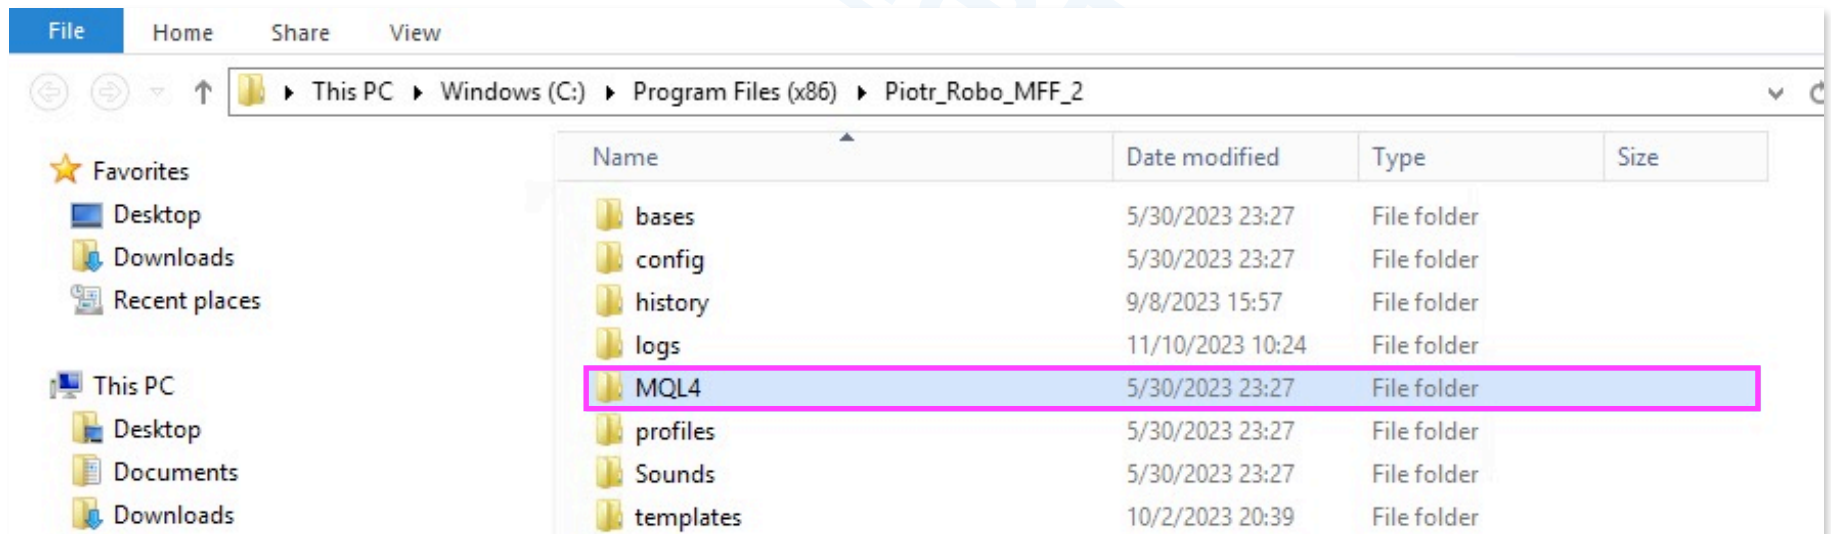 File Home Share View
This PC Windows (C:) Program Files (x86) Piotr_Robo_MFF_2
Name Date modified Type Size
Favorites
Desktop
Downloads
Recent places
This PC
Desktop
Documents
Downloads
bases 5/30/2023 23:27 File folder
config 5/30/2023 23:27 File folder
history 9/8/2023 15:57 File folder
logs 11/10/2023 10:24 File folder
MQL4 5/30/2023 23:27 File folder
profiles 5/30/2023 23:27 File folder
Sounds 5/30/2023 23:27 File folder
templates 10/2/2023 20:39 File folder